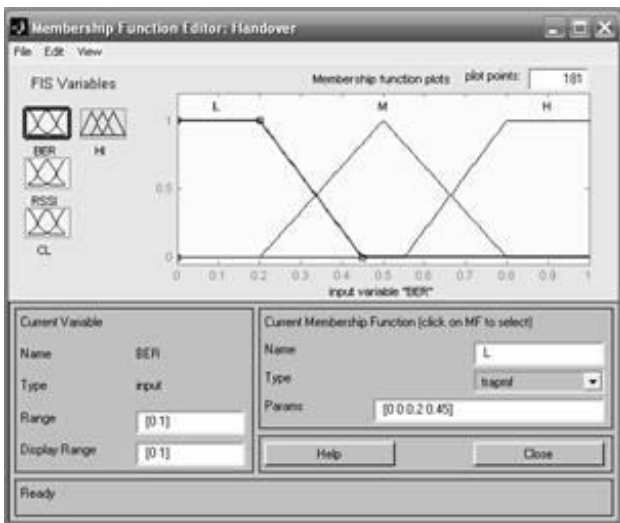 Membership Function Editor: Handover
File Edit View
FIS Variables
Membership function plots plot points: 181
BER HI
RSSI
CL
L M H
1
0.5
0
0 0.1 0.2 0.3 0.4 0.5 0.6 0.7 0.8 0.9 1
input variable "BER"
Current Variable
Name BER
Type input
Range [0 1]
Display Range [0 1]
Current Membership Function (click on MF to select)
Name L
Type trapmf
Params [0 0 0.2 0.45]
Help Close
Ready